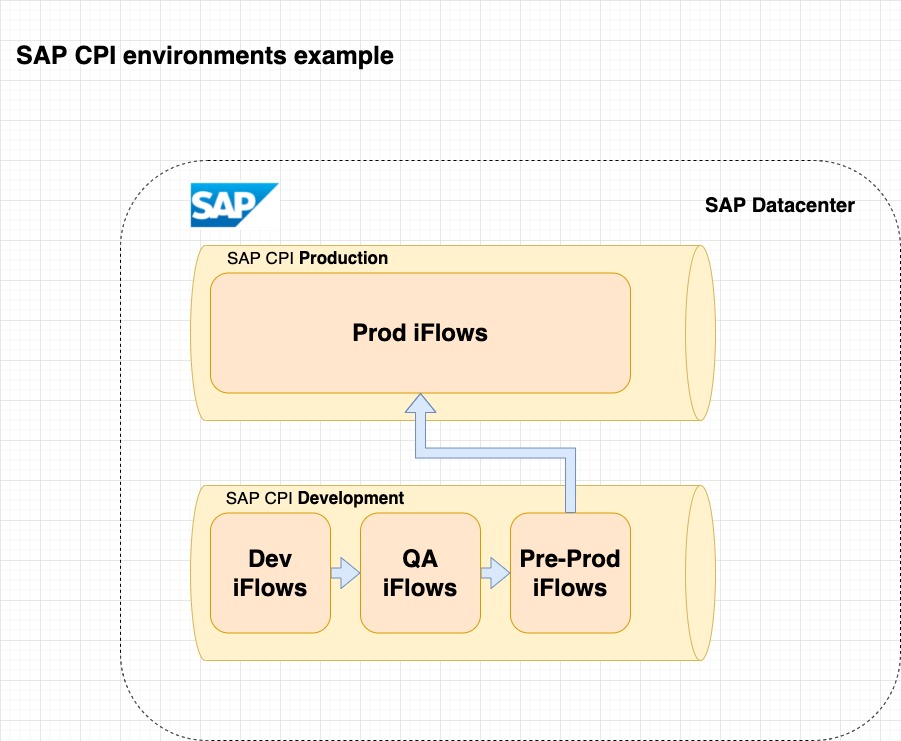 SAP CPI environments example
SAP
SAP Datacenter
SAP CPI Production
Prod iFlows
SAP CPI Development
Dev
iFlows
QA
iFlows
Pre-Prod
iFlows